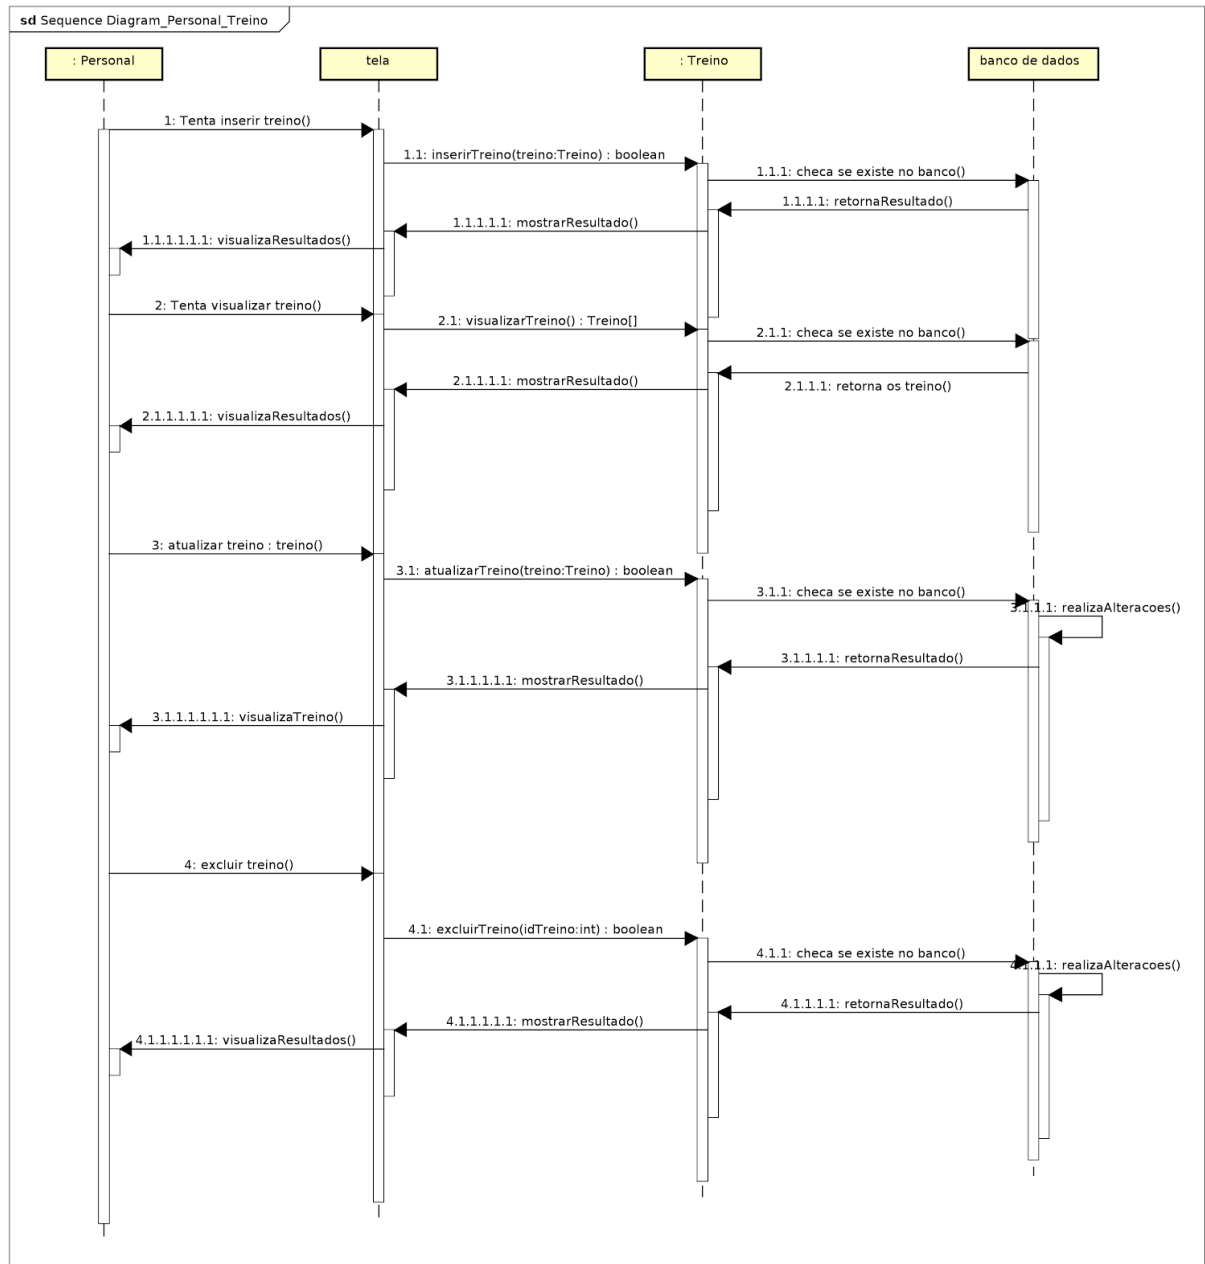 sd Sequence Diagram_Personal_Treino
: Personal
tela
: Treino
banco de dados
1: Tenta inserir treino()
1.1: inserirTreino(treino:Treino) : boolean
1.1.1: checa se existe no banco()
1.1.1.1: retornaResultado()
1.1.1.1.1: mostrarResultado()
1.1.1.1.1.1: visualizaResultados()
2: Tenta visualizar treino()
2.1: visualizarTreino() : Treino[]
2.1.1: checa se existe no banco()
2.1.1.1: retorna os treino()
2.1.1.1.1: mostrarResultado()
2.1.1.1.1.1: visualizaResultados()
3: atualizar treino : treino()
3.1: atualizarTreino(treino:Treino) : boolean
3.1.1: checa se existe no banco()
3.1.1.1: realizaAlteracoes()
3.1.1.1.1: retornaResultado()
3.1.1.1.1.1: mostrarResultado()
3.1.1.1.1.1.1: visualizaTreino()
4: excluir treino()
4.1: excluirTreino(idTreino:int) : boolean
4.1.1: checa se existe no banco()
4.1.1.1: realizaAlteracoes()
4.1.1.1.1: retornaResultado()
4.1.1.1.1.1: mostrarResultado()
4.1.1.1.1.1.1: visualizaResultados()